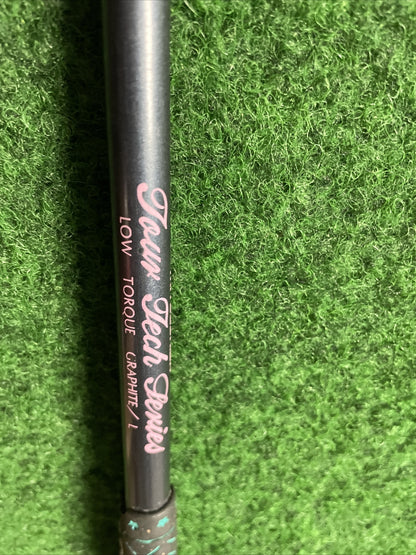 Tour Tech Series
LOW TORQUE GRAPHITE/L